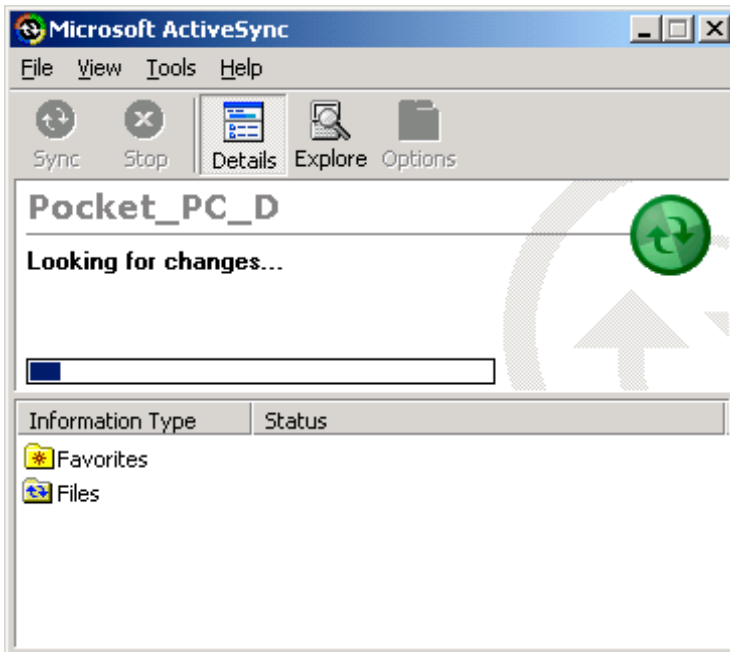 Microsoft ActiveSync
File View Tools Help
Sync Stop Details Explore Options
Pocket_PC_D
Looking for changes...
Information Type Status
Favorites
Files